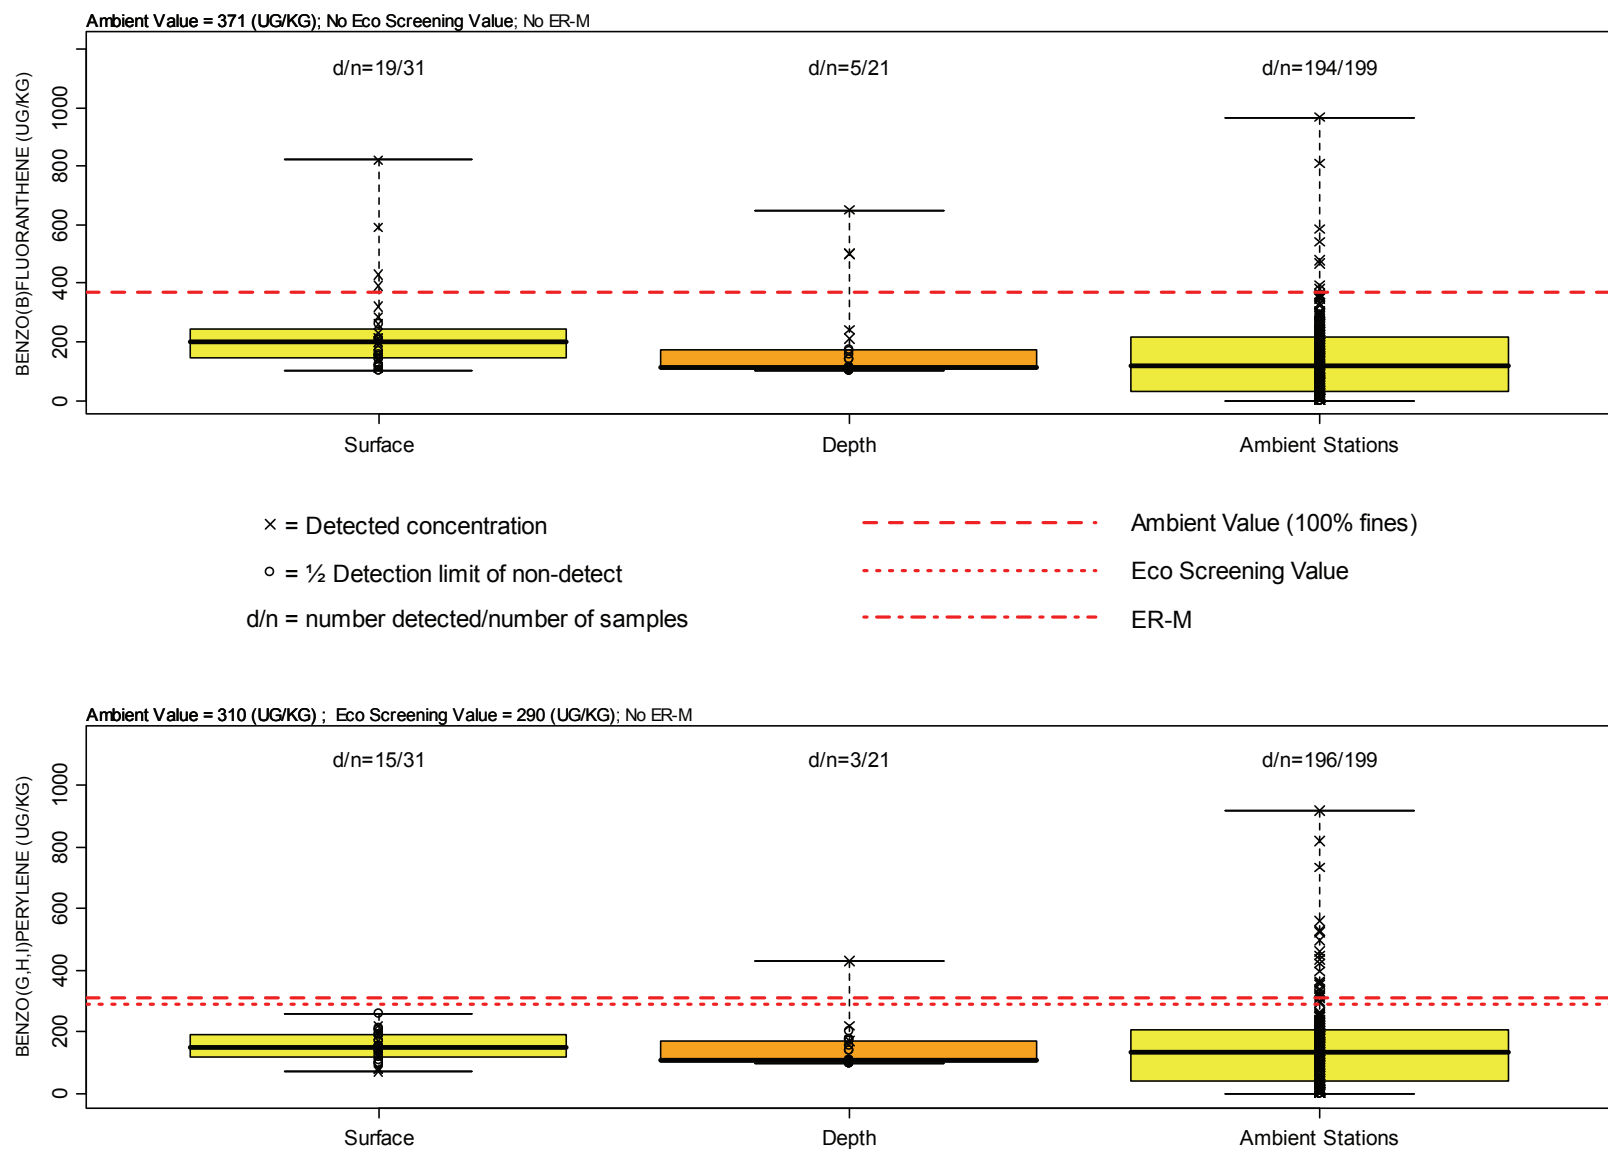 Ambient Value = 371 (UG/KG); No Eco Screening Value; No ER-M
BENZO(B)FLUORANTHENE (UG/KG)
1000
800
600
400
200
0
d/n=19/31
d/n=5/21
d/n=194/199
Surface
Depth
Ambient Stations
× = Detected concentration
o = ½ Detection limit of non-detect
d/n = number detected/number of samples
Ambient Value (100% fines)
Eco Screening Value
ER-M
Ambient Value = 310 (UG/KG) ; Eco Screening Value = 290 (UG/KG); No ER-M
BENZO(G,H,I)PERYLENE (UG/KG)
1000
800
600
400
200
0
d/n=15/31
d/n=3/21
d/n=196/199
Surface
Depth
Ambient Stations